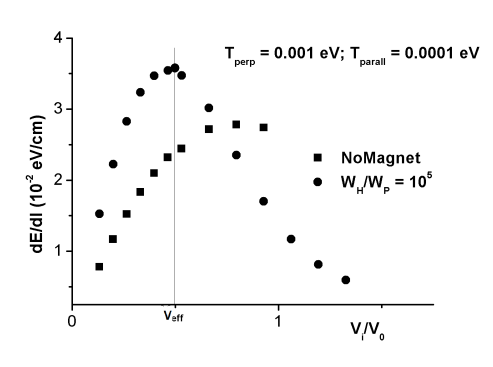 4
T_perp = 0.001 eV; T_parall = 0.0001 eV
3
NoMagnet
W_H/W_P = 10^5
2
1
dE/dl (10^-2 eV/cm)
0
V_eff
1
V_i/V_0